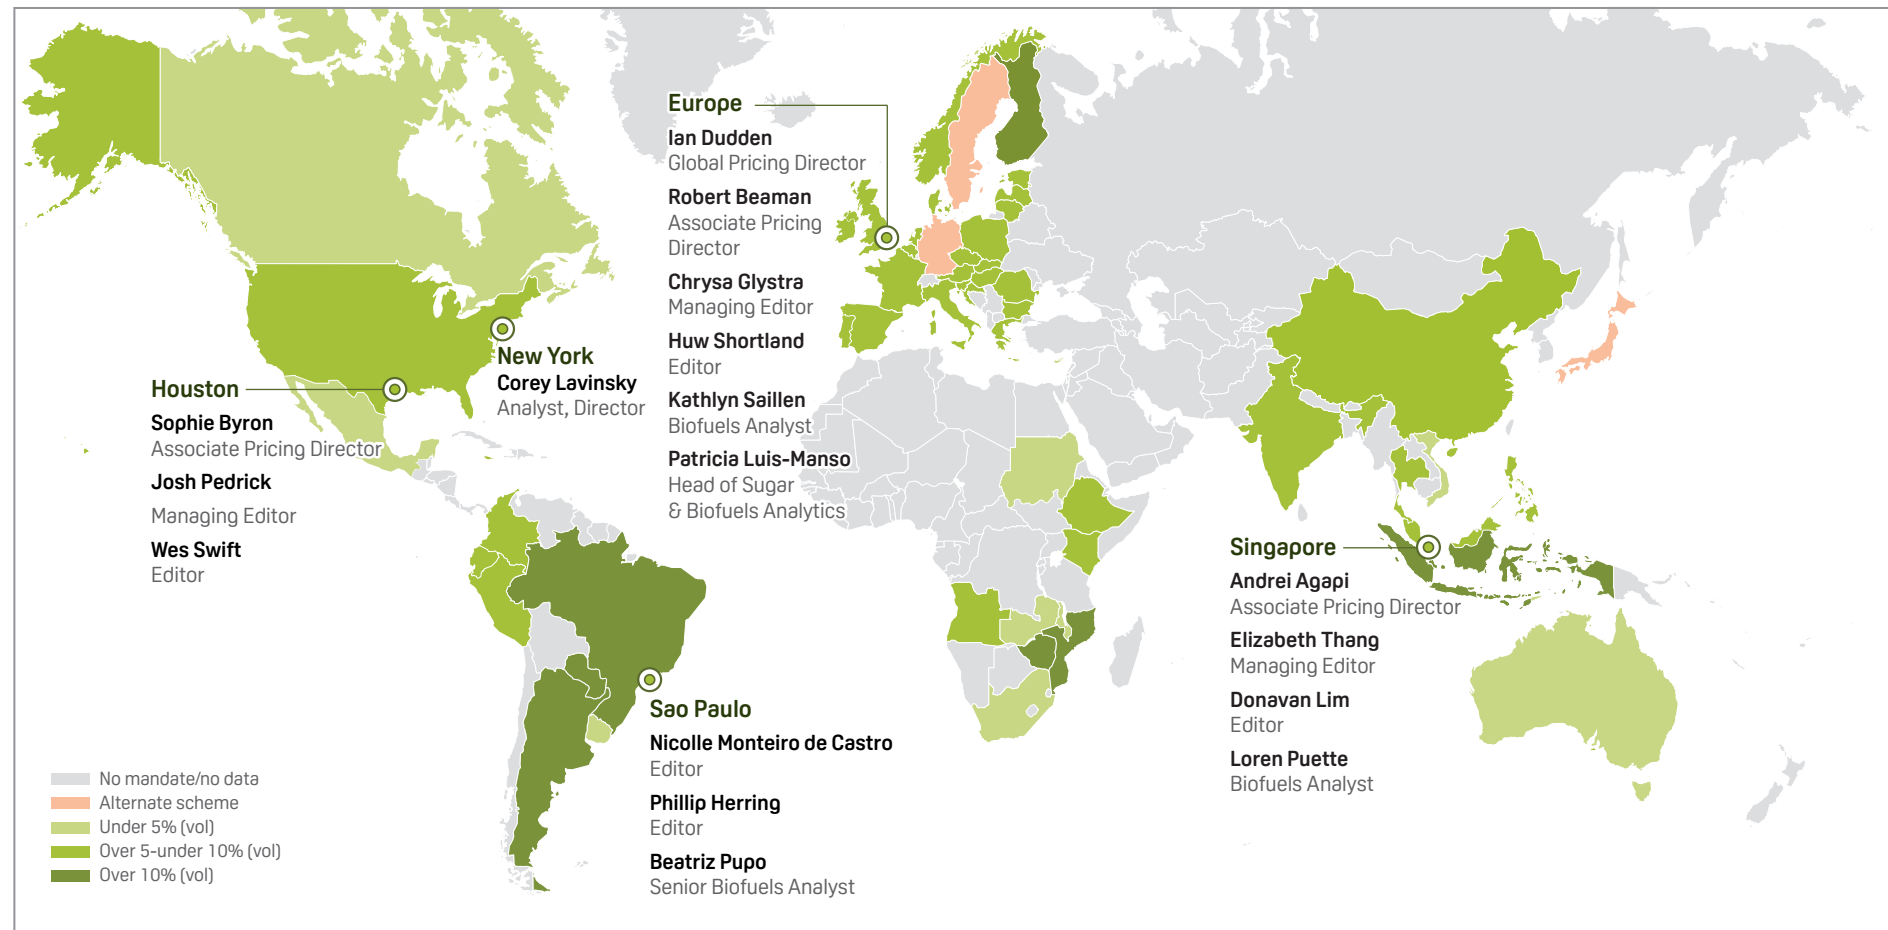 Europe
Ian Dudden
Global Pricing Director
Robert Beaman
Associate Pricing
Director
Chrysa Glystra
Managing Editor
Huw Shortland
Editor
Kathlyn Saillen
Biofuels Analyst
Patricia Luis-Manso
Head of Sugar
& Biofuels Analytics
New York
Corey Lavinsky
Analyst, Director
Houston
Sophie Byron
Associate Pricing Director
Josh Pedrick
Managing Editor
Wes Swift
Editor
Singapore
Andrei Agapi
Associate Pricing Director
Elizabeth Thang
Managing Editor
Donavan Lim
Editor
Loren Puette
Biofuels Analyst
Sao Paulo
Nicolle Monteiro de Castro
Editor
Phillip Herring
Editor
Beatriz Pupo
Senior Biofuels Analyst
No mandate/no data
Alternate scheme
Under 5% (vol)
Over 5-under 10% (vol)
Over 10% (vol)